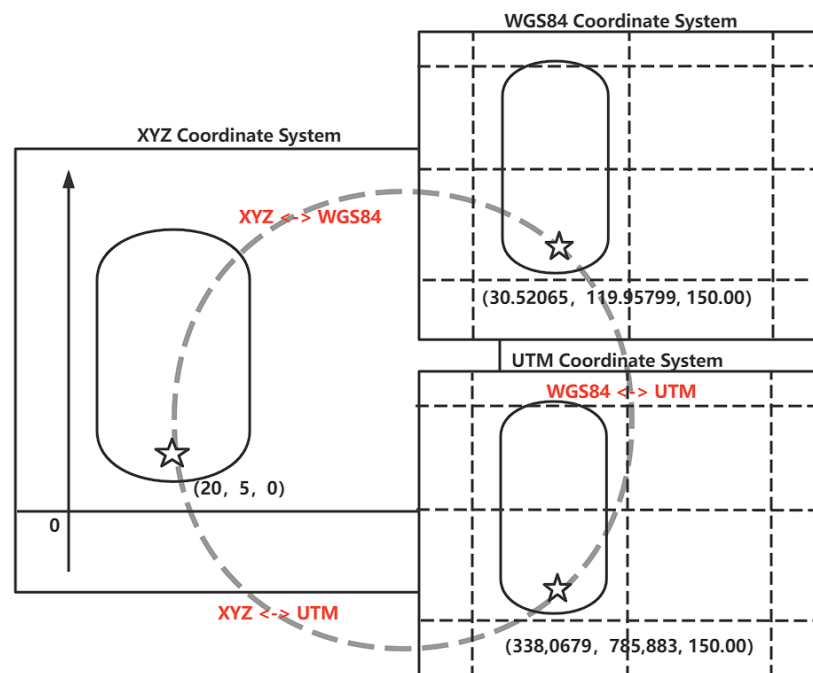 WGS84 Coordinate System
XYZ Coordinate System
XYZ <-> WGS84
(30.52065, 119.95799, 150.00)
UTM Coordinate System
WGS84 <-> UTM
(20, 5, 0)
0
XYZ <-> UTM
(338,0679, 785,883, 150.00)